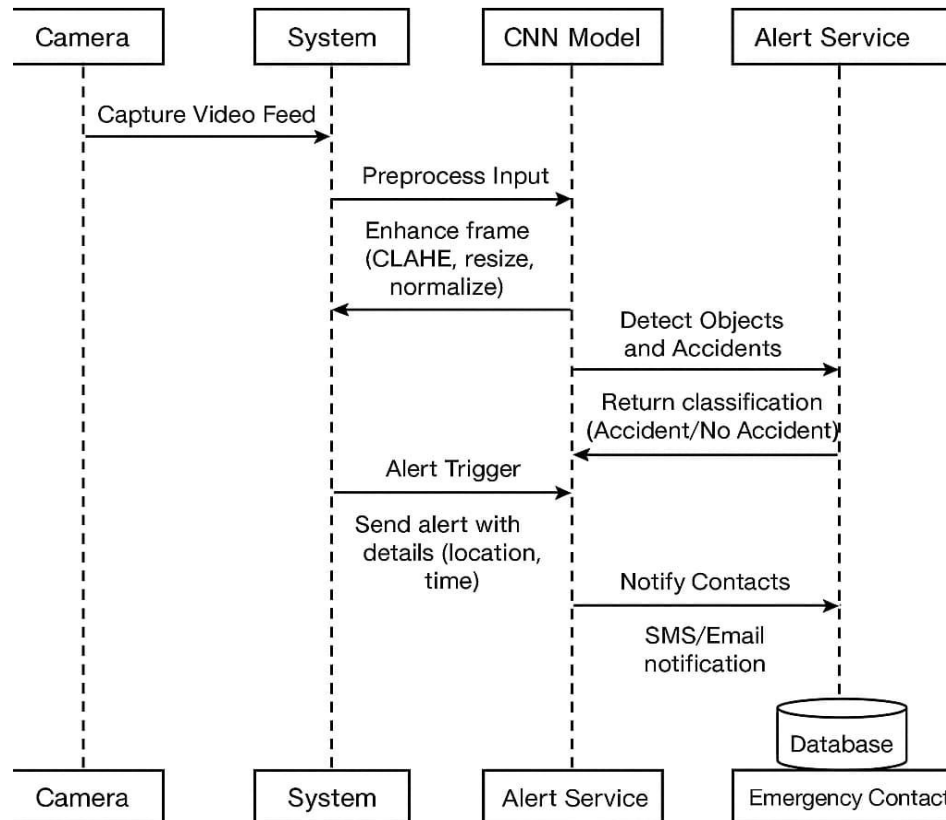 Camera
System
CNN Model
Alert Service
Capture Video Feed
Preprocess Input
Enhance frame
(CLAHE, resize,
normalize)
Detect Objects
and Accidents
Return classification
(Accident/No Accident)
Alert Trigger
Send alert with
details (location,
time)
Notify Contacts
SMS/Email
notification
Database
Camera
System
Alert Service
Emergency Contact